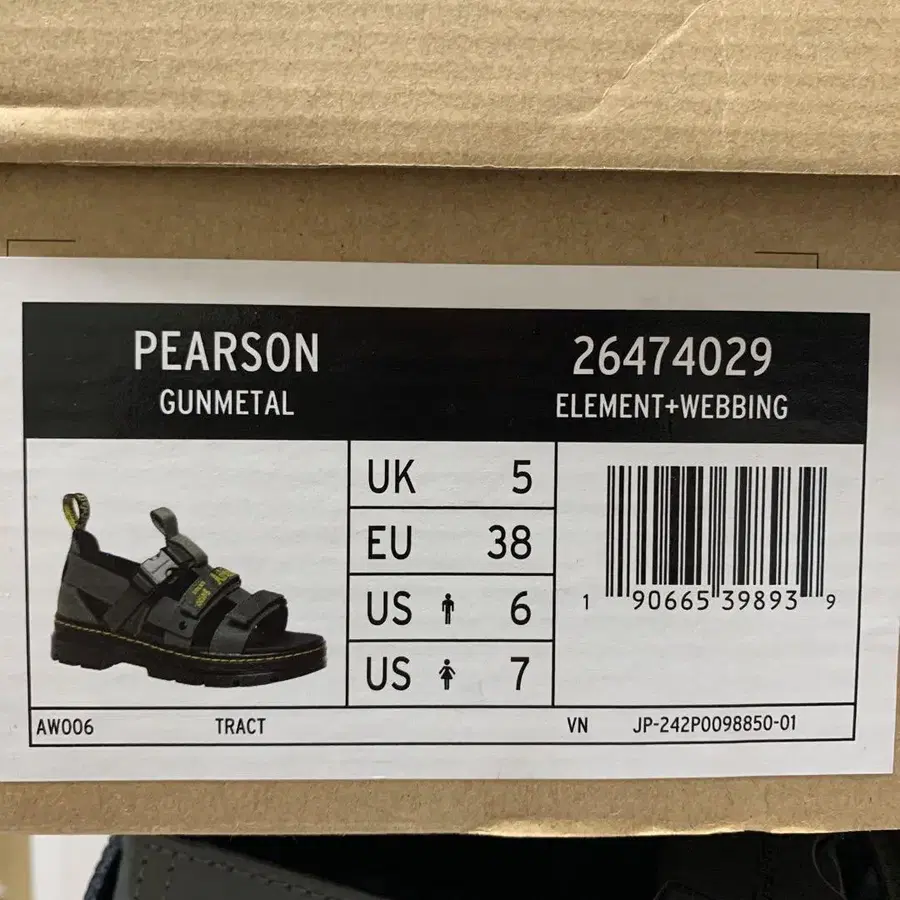 PEARSON
GUNMETAL
26474029
ELEMENT+WEBBING
UK 5
EU 38
US 6
US 7
1 90665 39893 9
AW006 TRACT VN JP-242P0098850-01